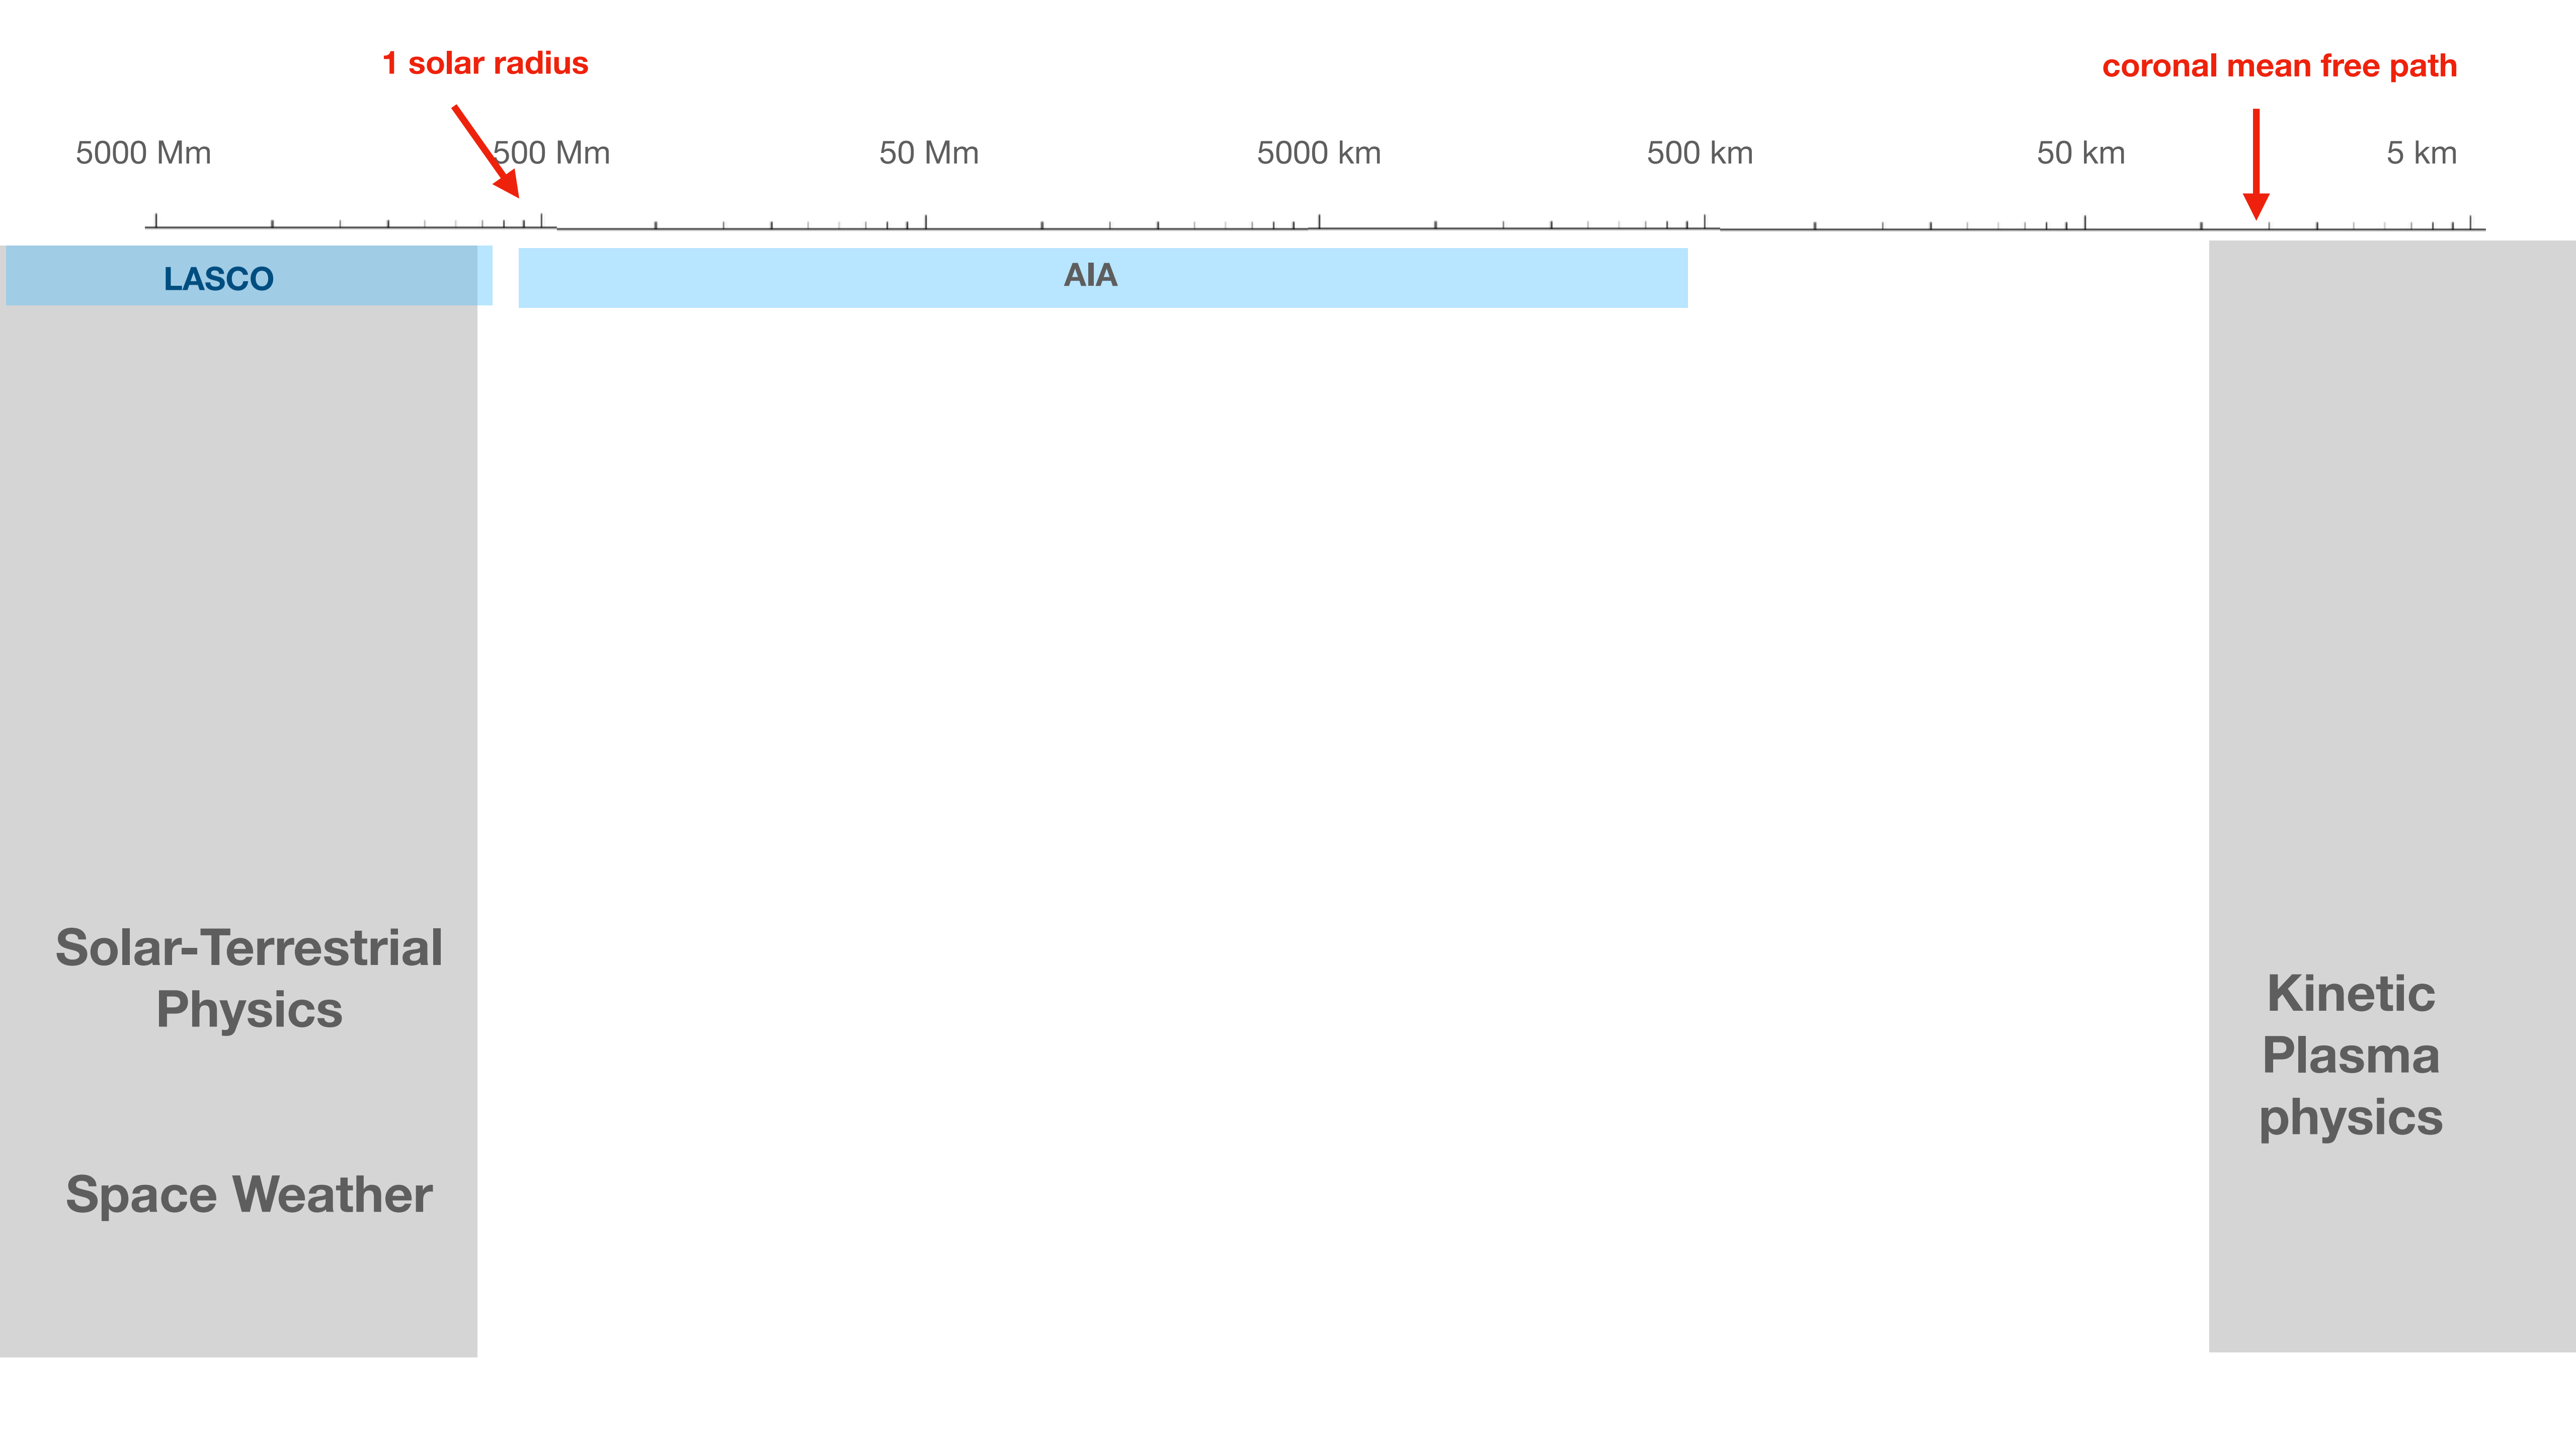 1 solar radius
coronal mean free path
5000 Mm
500 Mm
50 Mm
5000 km
500 km
50 km
5 km
LASCO
AIA
Solar-Terrestrial
Physics
Space Weather
Kinetic
Plasma
physics